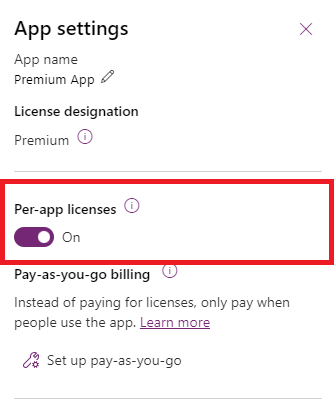 App settings
App name
Premium App
License designation
Premium
Per-app licenses
On
Pay-as-you-go billing
Instead of paying for licenses, only pay when
people use the app. Learn more
Set up pay-as-you-go